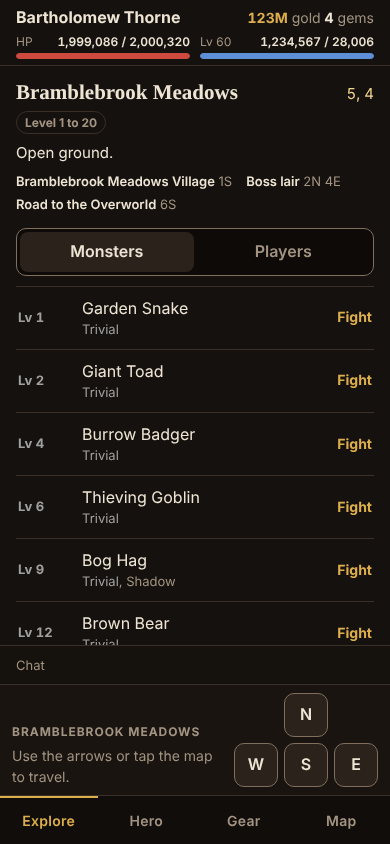 Bartholomew Thorne 123M gold 4 gems
HP 1,999,086 / 2,000,320 Lv 60 1,234,567 / 28,006
Bramblebrook Meadows 5, 4
Level 1 to 20
Open ground.
Bramblebrook Meadows Village 1S Boss lair 2N 4E
Road to the Overworld 6S
Monsters Players
Lv 1 Garden Snake Fight
Trivial
Lv 2 Giant Toad Fight
Trivial
Lv 4 Burrow Badger Fight
Trivial
Lv 6 Thieving Goblin Fight
Trivial
Lv 9 Bog Hag Fight
Trivial, Shadow
Lv 12 Brown Bear Fight
Trivial
Chat
N
BRAMBLEBROOK MEADOWS
Use the arrows or tap the map
to travel.
W S E
Explore Hero Gear Map